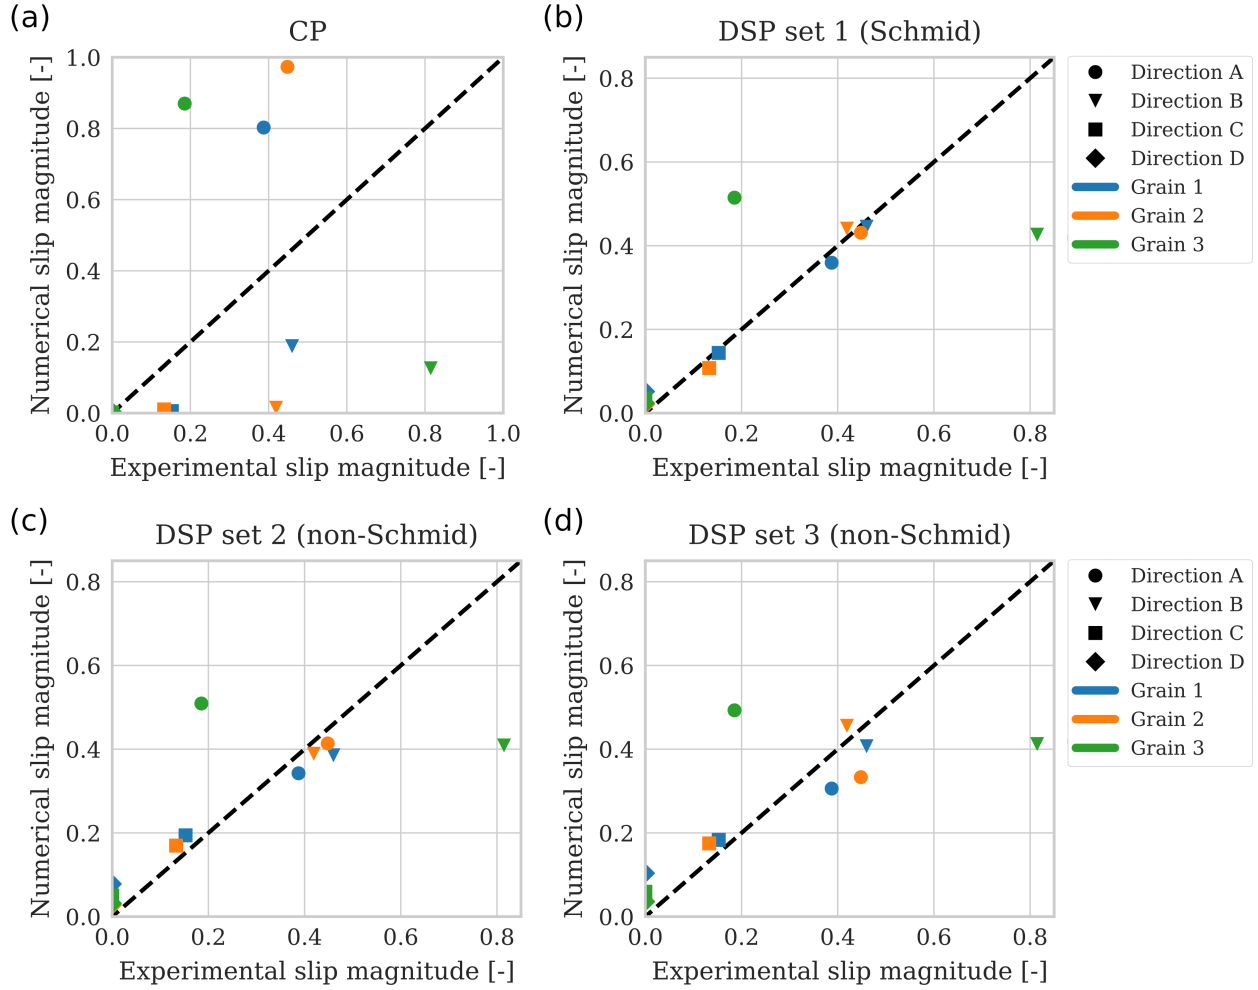 (a)
CP
1.0
0.8
0.6
0.4
0.2
0.0
Numerical slip magnitude [-]
0.0 0.2 0.4 0.6 0.8 1.0
Experimental slip magnitude [-]
(b)
DSP set 1 (Schmid)
0.8
0.6
0.4
0.2
0.0
Numerical slip magnitude [-]
0.0 0.2 0.4 0.6 0.8
Experimental slip magnitude [-]
Direction A
Direction B
Direction C
Direction D
Grain 1
Grain 2
Grain 3
(c)
DSP set 2 (non-Schmid)
0.8
0.6
0.4
0.2
0.0
Numerical slip magnitude [-]
0.0 0.2 0.4 0.6 0.8
Experimental slip magnitude [-]
(d)
DSP set 3 (non-Schmid)
0.8
0.6
0.4
0.2
0.0
Numerical slip magnitude [-]
0.0 0.2 0.4 0.6 0.8
Experimental slip magnitude [-]
Direction A
Direction B
Direction C
Direction D
Grain 1
Grain 2
Grain 3